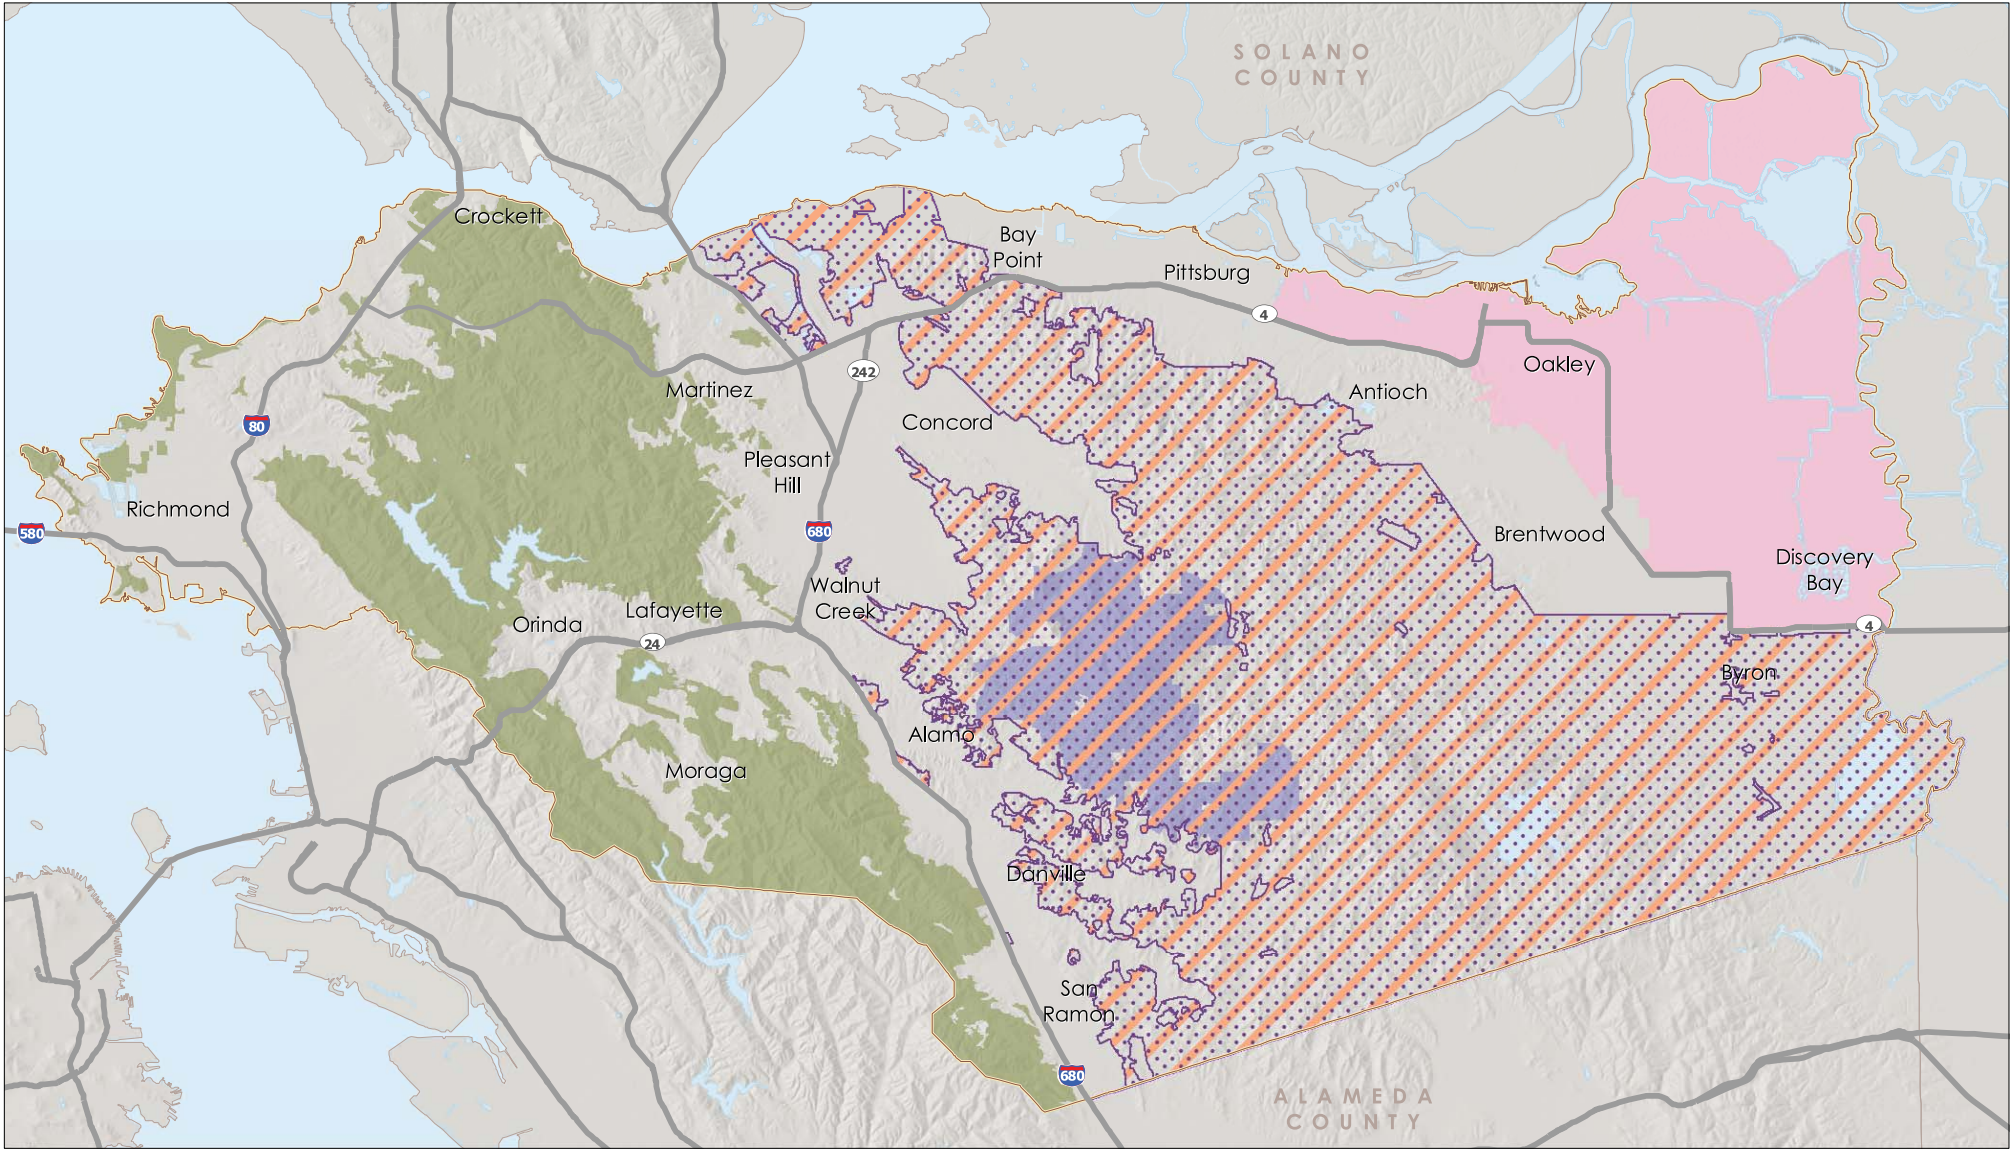 SOLANO
COUNTY
Crockett
Bay
Point
Pittsburg
4
Oakley
242
Martinez
Antioch
80
Concord
Pleasant
Hill
Richmond
580
680
Brentwood
Discovery
Bay
Walnut
Creek
Lafayette
Orinda
24
4
Byron
Alamo
Moraga
Danville
San
Ramon
680
ALAMEDA
COUNTY